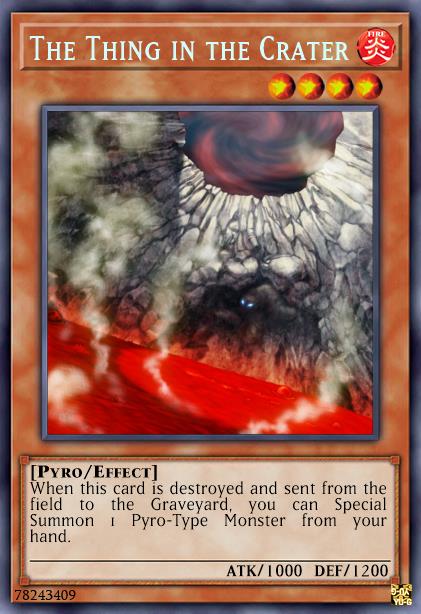 THE THING IN THE CRATER
FIRE
炎
[PYRO/EFFECT]
When this card is destroyed and sent from the
field to the Graveyard, you can Special
Summon 1 Pyro-Type Monster from your
hand.
ATK/1000 DEF/1200
78243409